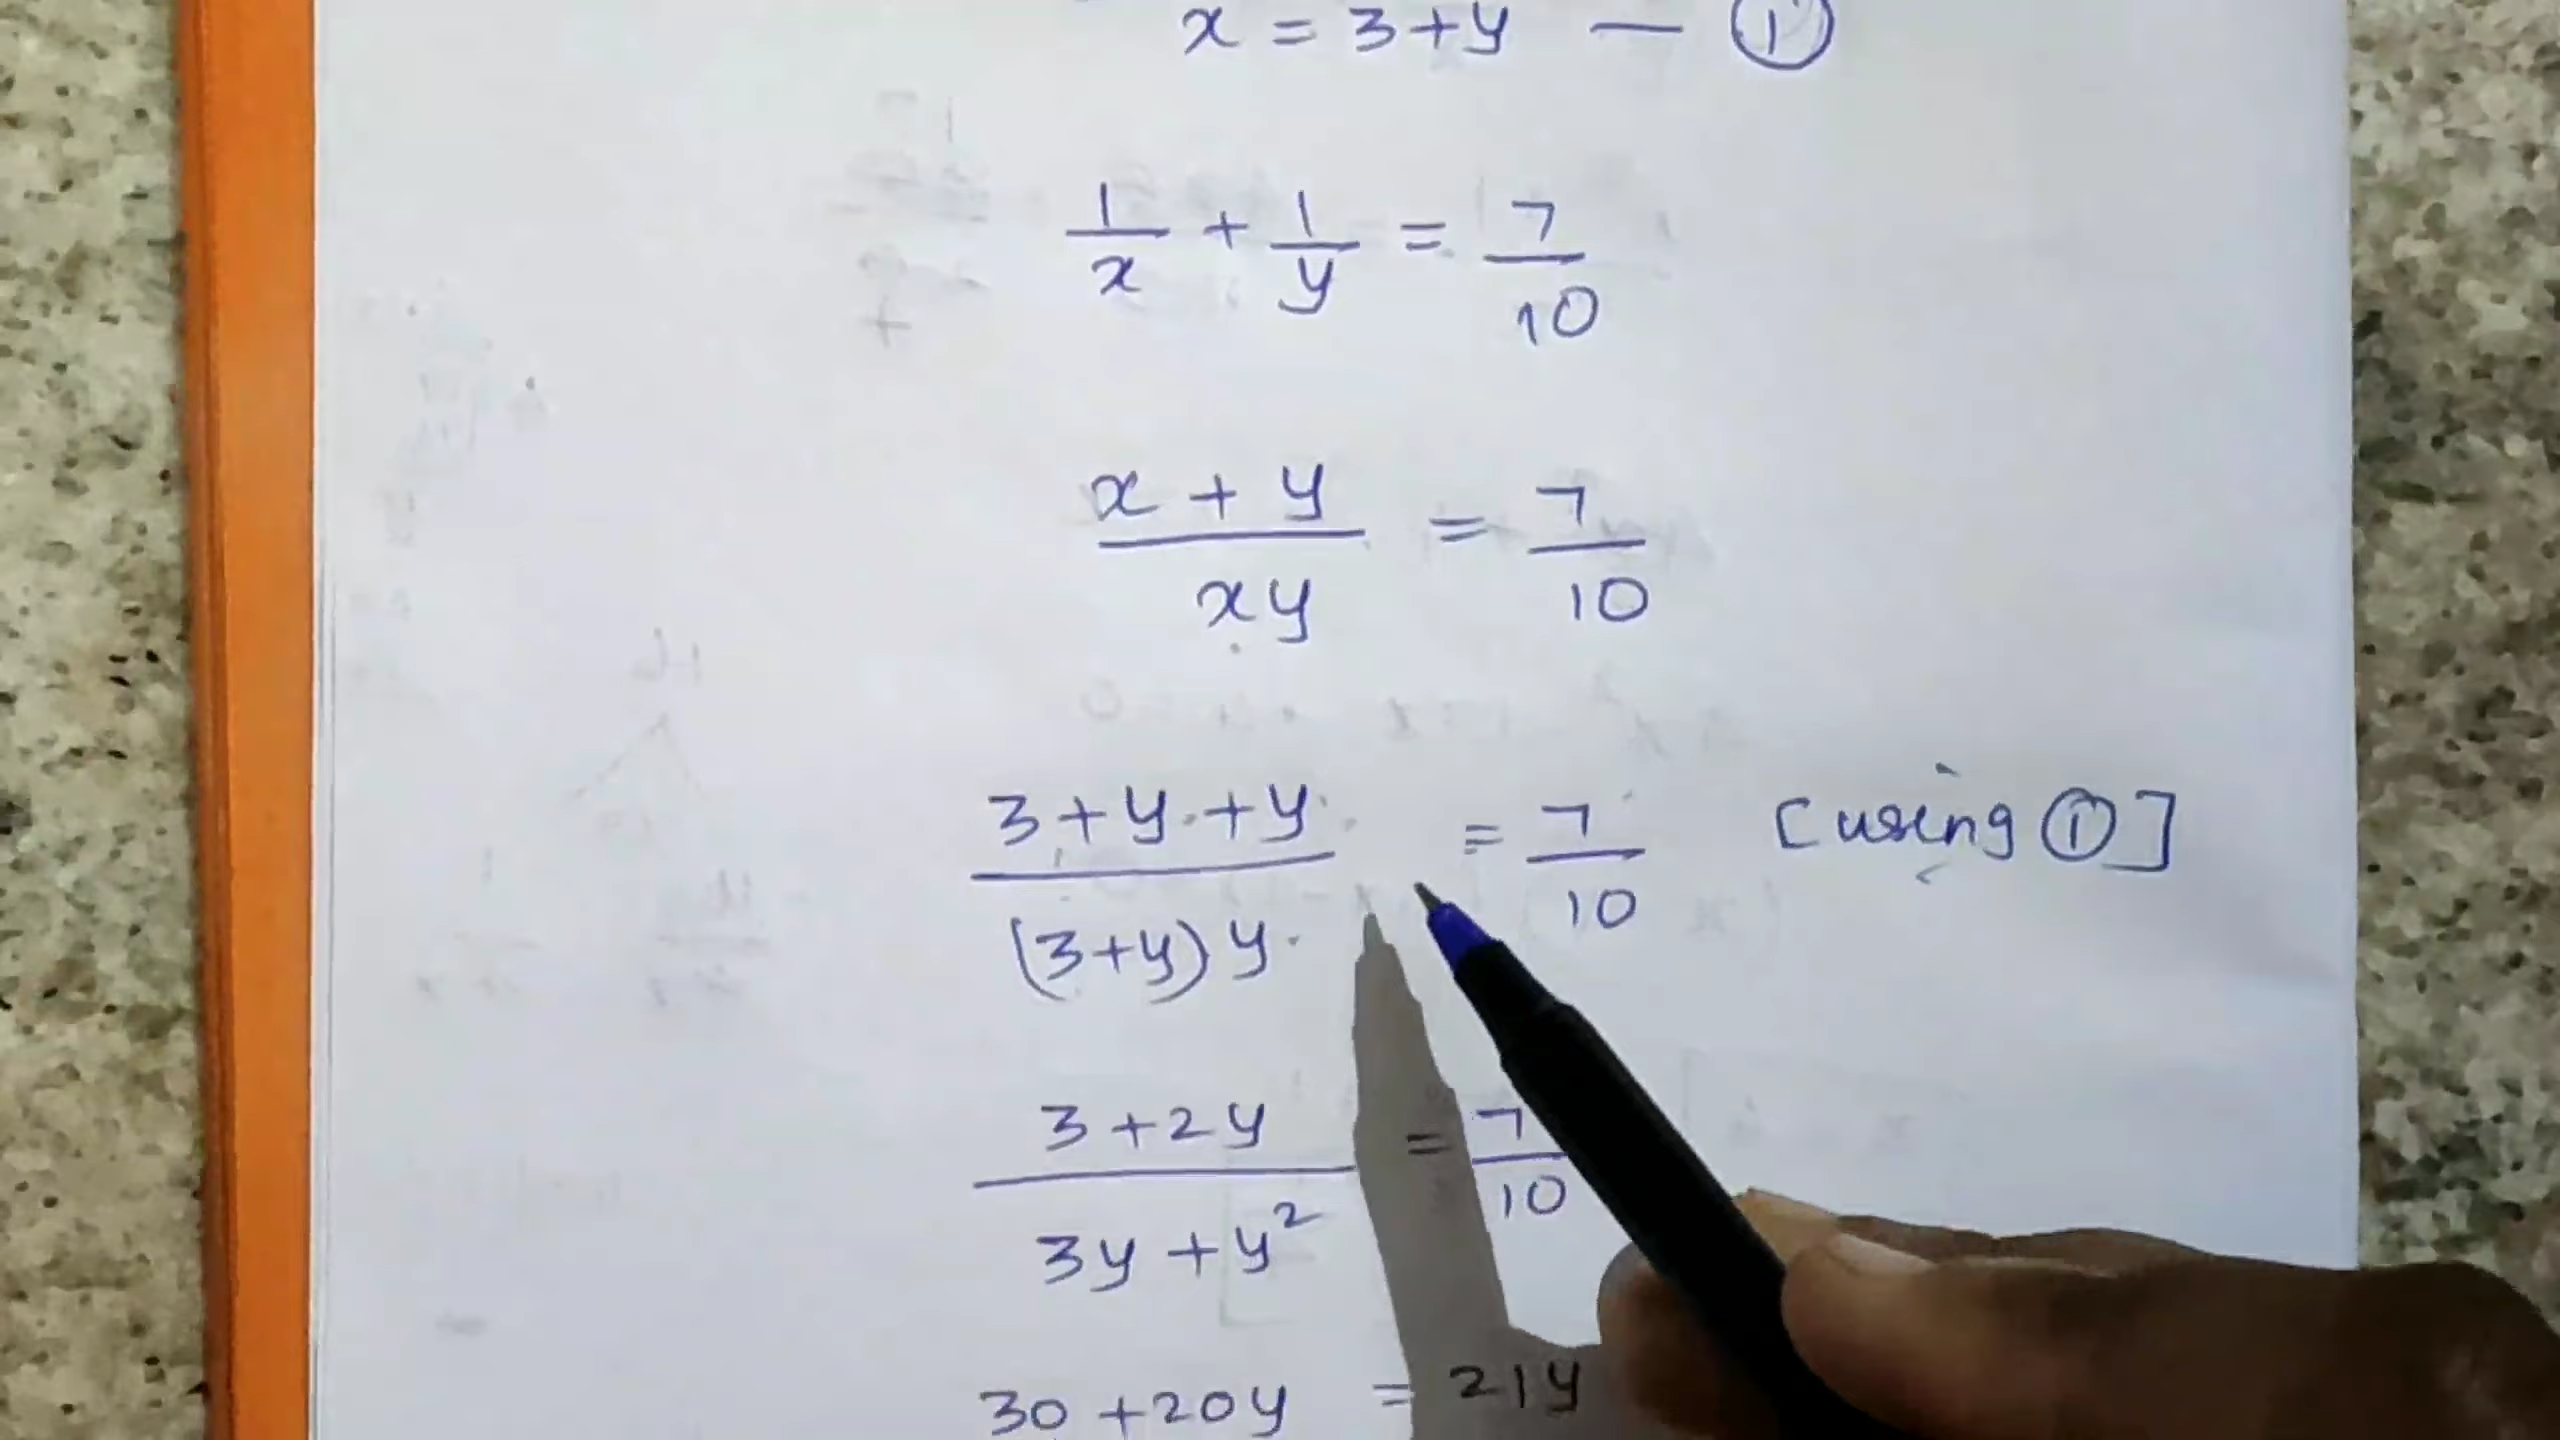 x = 3+y — ①
1/x + 1/y = 7/10
x + y / xy = 7/10
3+y+y / (3+y)y = 7/10 [using ①]
3+2y / 3y+y² = 7/10
30+20y = 21y